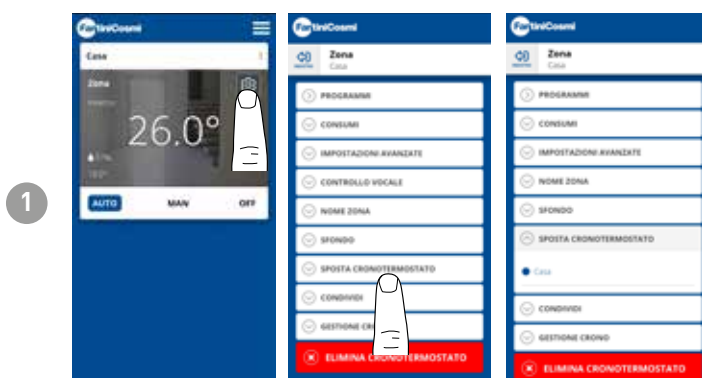 1
FantiniCosmi
Casa
Zona
26.0°
AUTO MAN OFF
FantiniCosmi
Zona
Casa
PROGRAMMI
CONSUMI
IMPOSTAZIONI AVANZATE
CONTROLLO VOCALE
NOME ZONA
SFONDO
SPOSTA CRONOTERMOSTATO
CONDIVIDI
GESTIONE CR
ELIMINA CRONOTERMOSTATO
FantiniCosmi
Zona
Casa
PROGRAMMI
CONSUMI
IMPOSTAZIONI AVANZATE
NOME ZONA
SFONDO
SPOSTA CRONOTERMOSTATO
Casa
CONDIVIDI
GESTIONE CRONO
ELIMINA CRONOTERMOSTATO